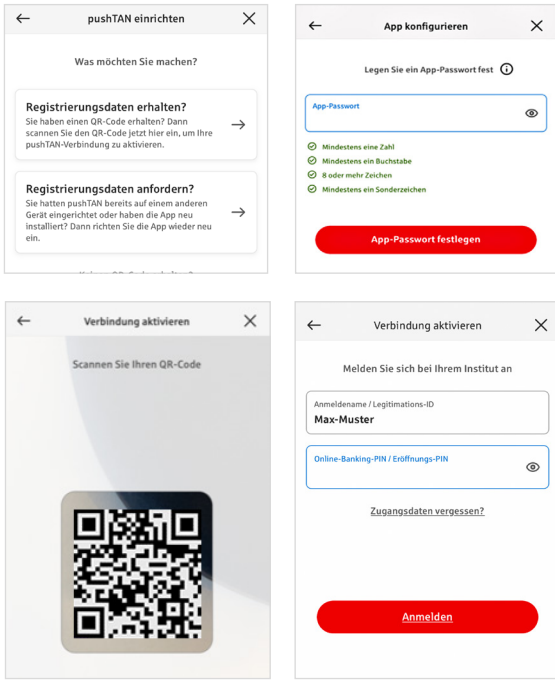 pushTAN einrichten
Was möchten Sie machen?
Registrierungsdaten erhalten?
Sie haben einen QR-Code erhalten? Dann
scannen Sie den QR-Code jetzt hier ein, um Ihre
pushTAN-Verbindung zu aktivieren.
Registrierungsdaten anfordern?
Sie hatten pushTAN bereits auf einem anderen
Gerät eingerichtet oder haben die App neu
installiert? Dann richten Sie die App wieder neu
ein.
App konfigurieren
Legen Sie ein App-Passwort fest
App-Passwort
Mindestens eine Zahl
Mindestens ein Buchstabe
8 oder mehr Zeichen
Mindestens ein Sonderzeichen
App-Passwort festlegen
Verbindung aktivieren
Scannen Sie Ihren QR-Code
Verbindung aktivieren
Melden Sie sich bei Ihrem Institut an
Anmeldename / Legitimations-ID
Max-Muster
Online-Banking-PIN / Eröffnungs-PIN
Zugangsdaten vergessen?
Anmelden